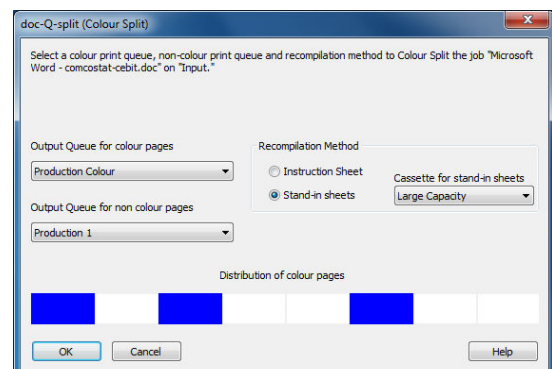 doc-Q-split (Colour Split)
Select a colour print queue, non-colour print queue and recompilation method to Colour Split the job "Microsoft
Word - comcostat-cebit.doc" on "Input."
Output Queue for colour pages
Production Colour
Output Queue for non colour pages
Production 1
Recompilation Method
Instruction Sheet
Stand-in sheets
Cassette for stand-in sheets
Large Capacity
Distribution of colour pages
OK
Cancel
Help